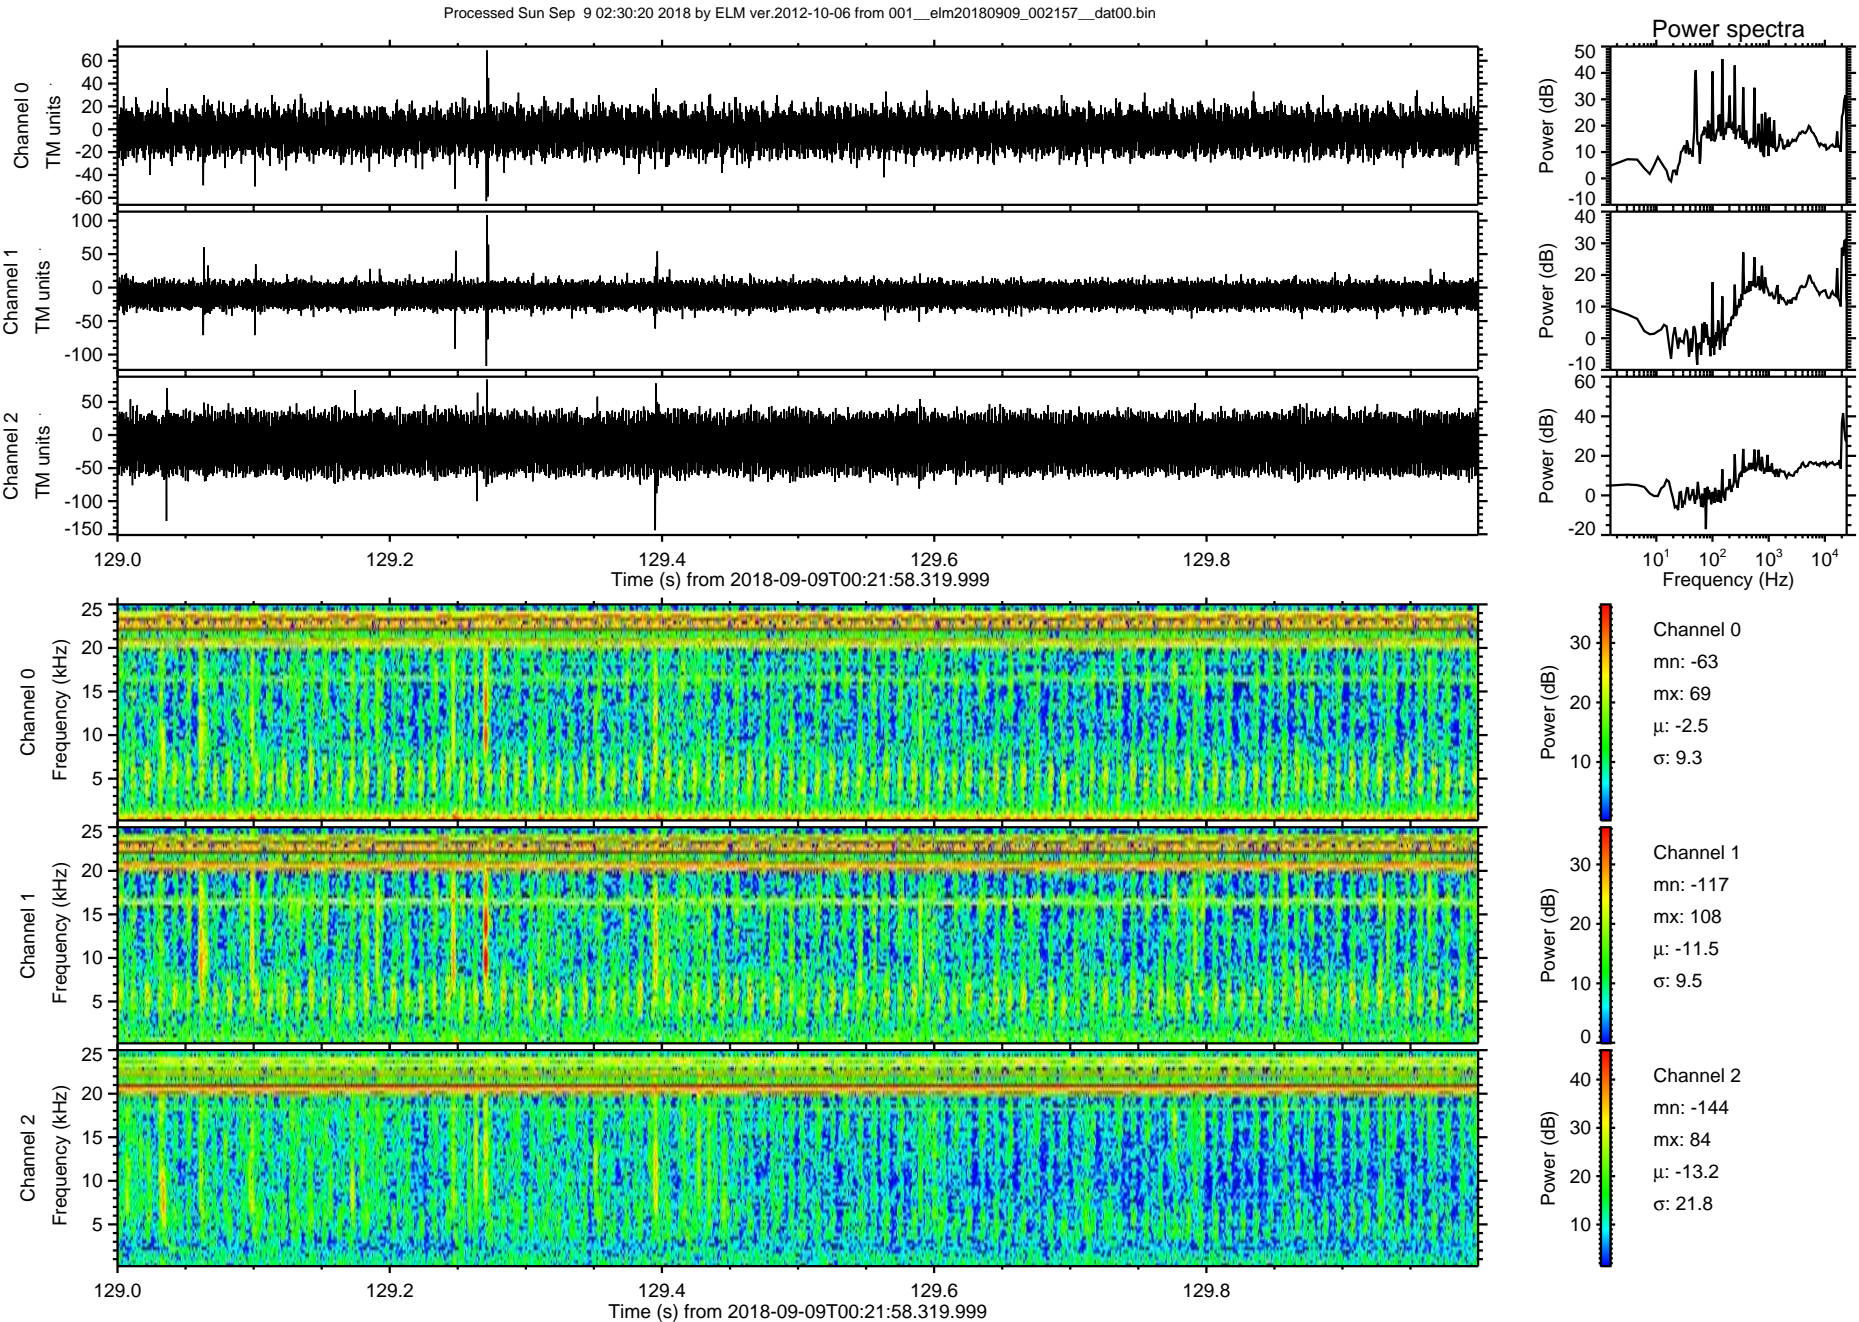 Processed Sun Sep  9 02:30:20 2018 by ELM ver.2012-10-06 from 001__elm20180909_002157__dat00.bin
Power spectra
Channel 0
TM units
60
40
20
0
-20
-40
-60
Power (dB)
50
40
30
20
10
0
-10
Channel 1
TM units
100
50
0
-50
-100
Power (dB)
40
30
20
10
0
-10
Channel 2
TM units
50
0
-50
-100
-150
Power (dB)
60
40
20
0
-20
129.0 129.2 129.4 129.6 129.8
Time (s) from 2018-09-09T00:21:58.319.999
10¹ 10² 10³ 10⁴
Frequency (Hz)
Channel 0
Frequency (kHz)
25
20
15
10
5
Power (dB)
30
20
10
Channel 0
mn: -63
mx: 69
µ: -2.5
σ: 9.3
Channel 1
Frequency (kHz)
25
20
15
10
5
Power (dB)
30
20
10
0
Channel 1
mn: -117
mx: 108
µ: -11.5
σ: 9.5
Channel 2
Frequency (kHz)
25
20
15
10
5
Power (dB)
40
30
20
10
Channel 2
mn: -144
mx: 84
µ: -13.2
σ: 21.8
129.0 129.2 129.4 129.6 129.8
Time (s) from 2018-09-09T00:21:58.319.999